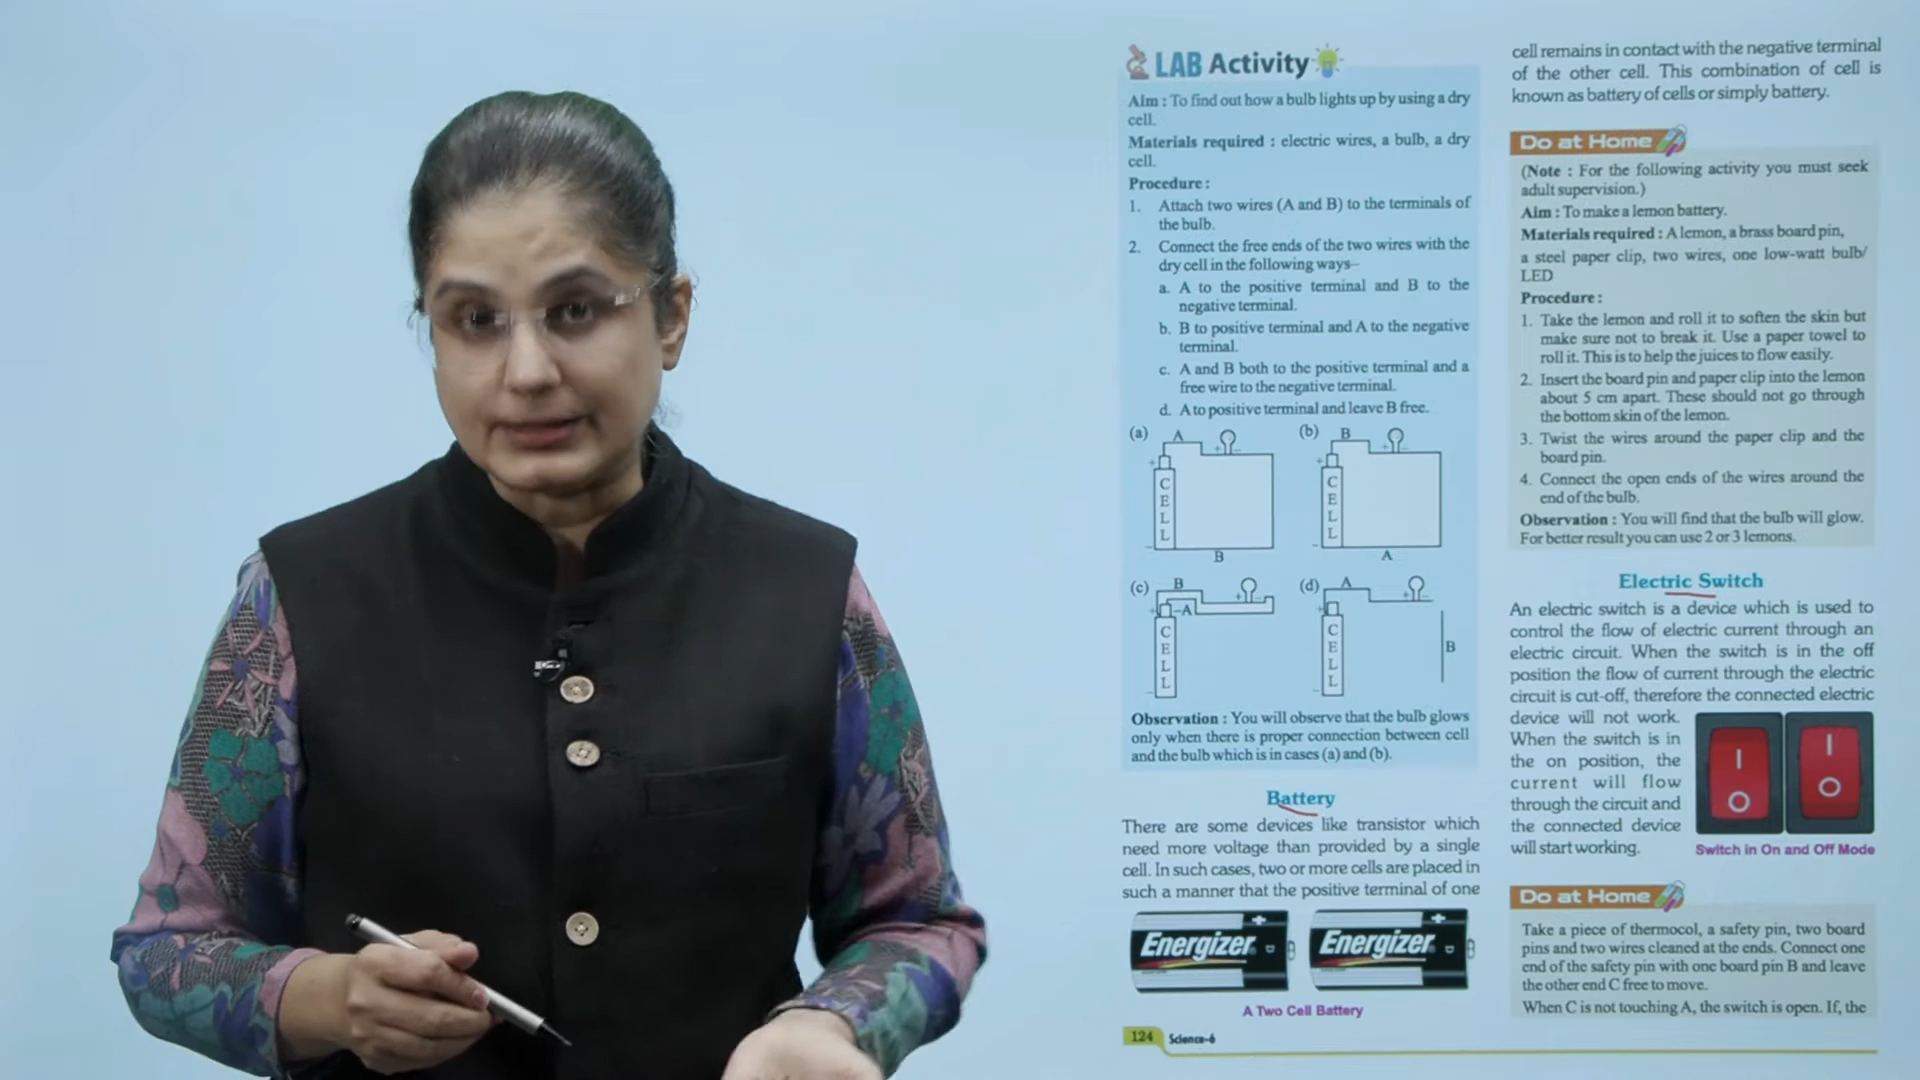 LAB Activity
Aim : To find out how a bulb lights up by using a dry
cell.
Materials required : electric wires, a bulb, a dry
cell.
Procedure :
1. Attach two wires (A and B) to the terminals of
the bulb.
2. Connect the free ends of the two wires with the
dry cell in the following ways–
a. A to the positive terminal and B to the
negative terminal.
b. B to positive terminal and A to the negative
terminal.
c. A and B both to the positive terminal and a
free wire to the negative terminal.
d. A to positive terminal and leave B free.
(a) A + - + CELL - B
(b) B + - + CELL - A
(c) B + - + A CELL -
(d) A + - + CELL - B
Observation : You will observe that the bulb glows
only when there is proper connection between cell
and the bulb which is in cases (a) and (b).
Battery
There are some devices like transistor which
need more voltage than provided by a single
cell. In such cases, two or more cells are placed in
such a manner that the positive terminal of one
Energizer +
Energizer +
A Two Cell Battery
124 Science-6
cell remains in contact with the negative terminal
of the other cell. This combination of cell is
known as battery of cells or simply battery.
Do at Home
(Note : For the following activity you must seek
adult supervision.)
Aim : To make a lemon battery.
Materials required : A lemon, a brass board pin,
a steel paper clip, two wires, one low-watt bulb/
LED
Procedure :
1. Take the lemon and roll it to soften the skin but
make sure not to break it. Use a paper towel to
roll it. This is to help the juices to flow easily.
2. Insert the board pin and paper clip into the lemon
about 5 cm apart. These should not go through
the bottom skin of the lemon.
3. Twist the wires around the paper clip and the
board pin.
4. Connect the open ends of the wires around the
end of the bulb.
Observation : You will find that the bulb will glow.
For better result you can use 2 or 3 lemons.
Electric Switch
An electric switch is a device which is used to
control the flow of electric current through an
electric circuit. When the switch is in the off
position the flow of current through the electric
circuit is cut-off, therefore the connected electric
device will not work.
When the switch is in
the on position, the
current will flow
through the circuit and
the connected device
will start working.
Switch in On and Off Mode
Do at Home
Take a piece of thermocol, a safety pin, two board
pins and two wires cleaned at the ends. Connect one
end of the safety pin with one board pin B and leave
the other end C free to move.
When C is not touching A, the switch is open. If, the